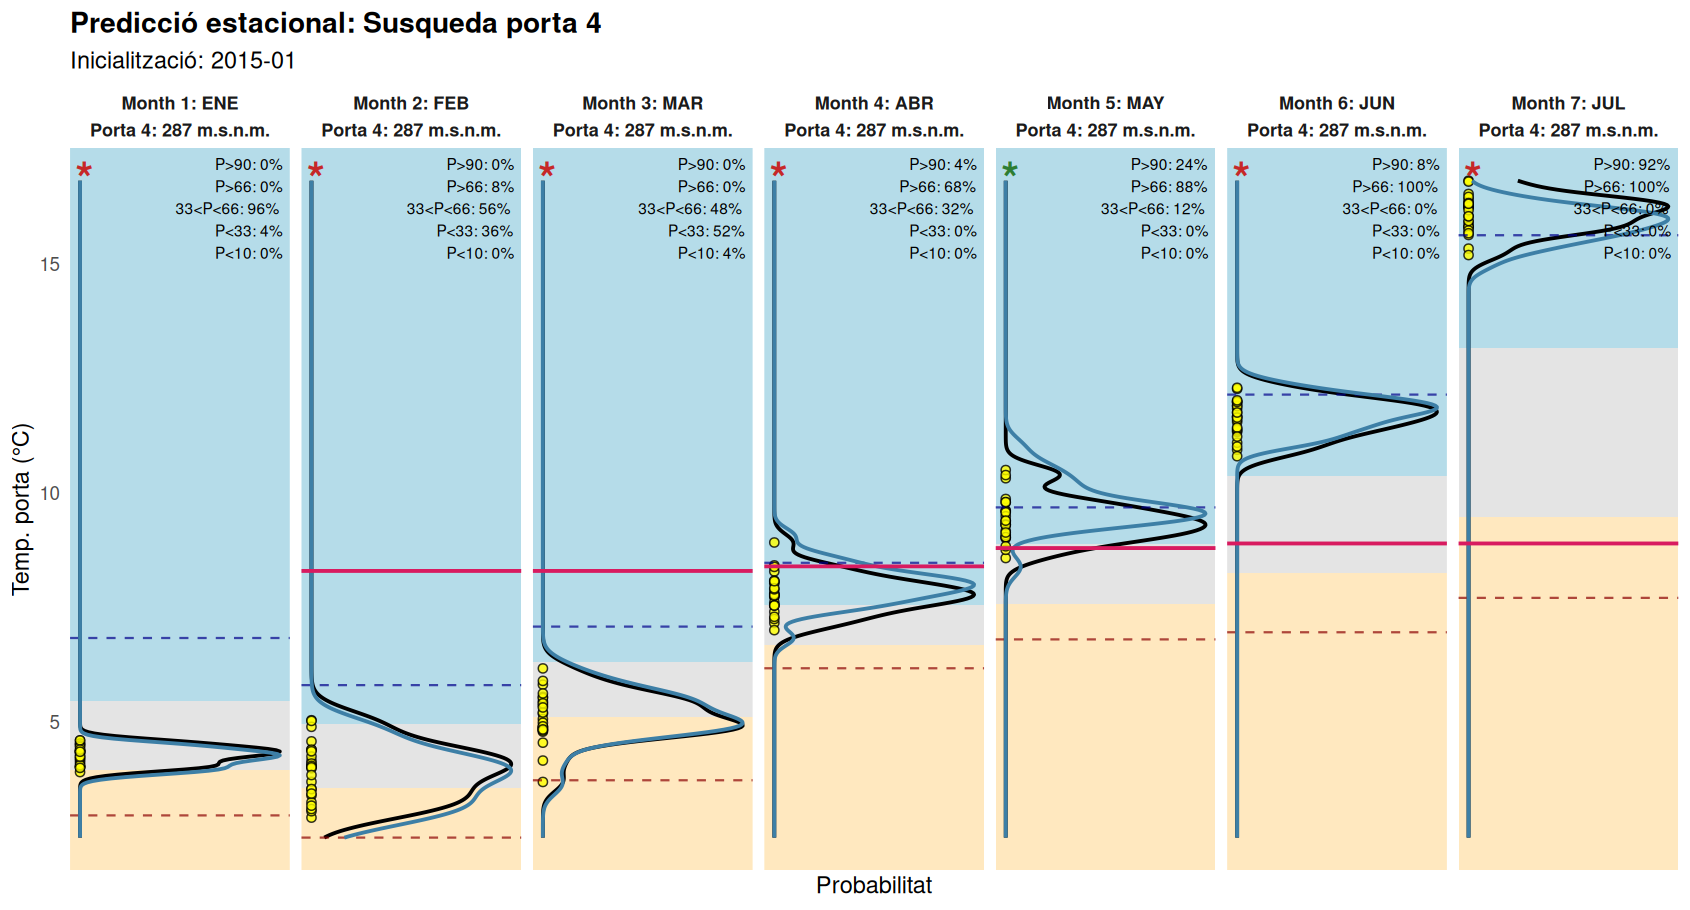 Predicció estacional: Susqueda porta 4
Inicialització: 2015-01
Month 1: ENE
Porta 4: 287 m.s.n.m.
*
P>90: 0%
P>66: 0%
33<P<66: 96%
P<33: 4%
P<10: 0%
Month 2: FEB
Porta 4: 287 m.s.n.m.
*
P>90: 0%
P>66: 8%
33<P<66: 56%
P<33: 36%
P<10: 0%
Month 3: MAR
Porta 4: 287 m.s.n.m.
*
P>90: 0%
P>66: 0%
33<P<66: 48%
P<33: 52%
P<10: 4%
Month 4: ABR
Porta 4: 287 m.s.n.m.
*
P>90: 4%
P>66: 68%
33<P<66: 32%
P<33: 0%
P<10: 0%
Month 5: MAY
Porta 4: 287 m.s.n.m.
*
P>90: 24%
P>66: 88%
33<P<66: 12%
P<33: 0%
P<10: 0%
Month 6: JUN
Porta 4: 287 m.s.n.m.
*
P>90: 8%
P>66: 100%
33<P<66: 0%
P<33: 0%
P<10: 0%
Month 7: JUL
Porta 4: 287 m.s.n.m.
*
P>90: 92%
P>66: 100%
33<P<66: 0%
P<33: 0%
P<10: 0%
Temp. porta (°C)
15
10
5
Probabilitat